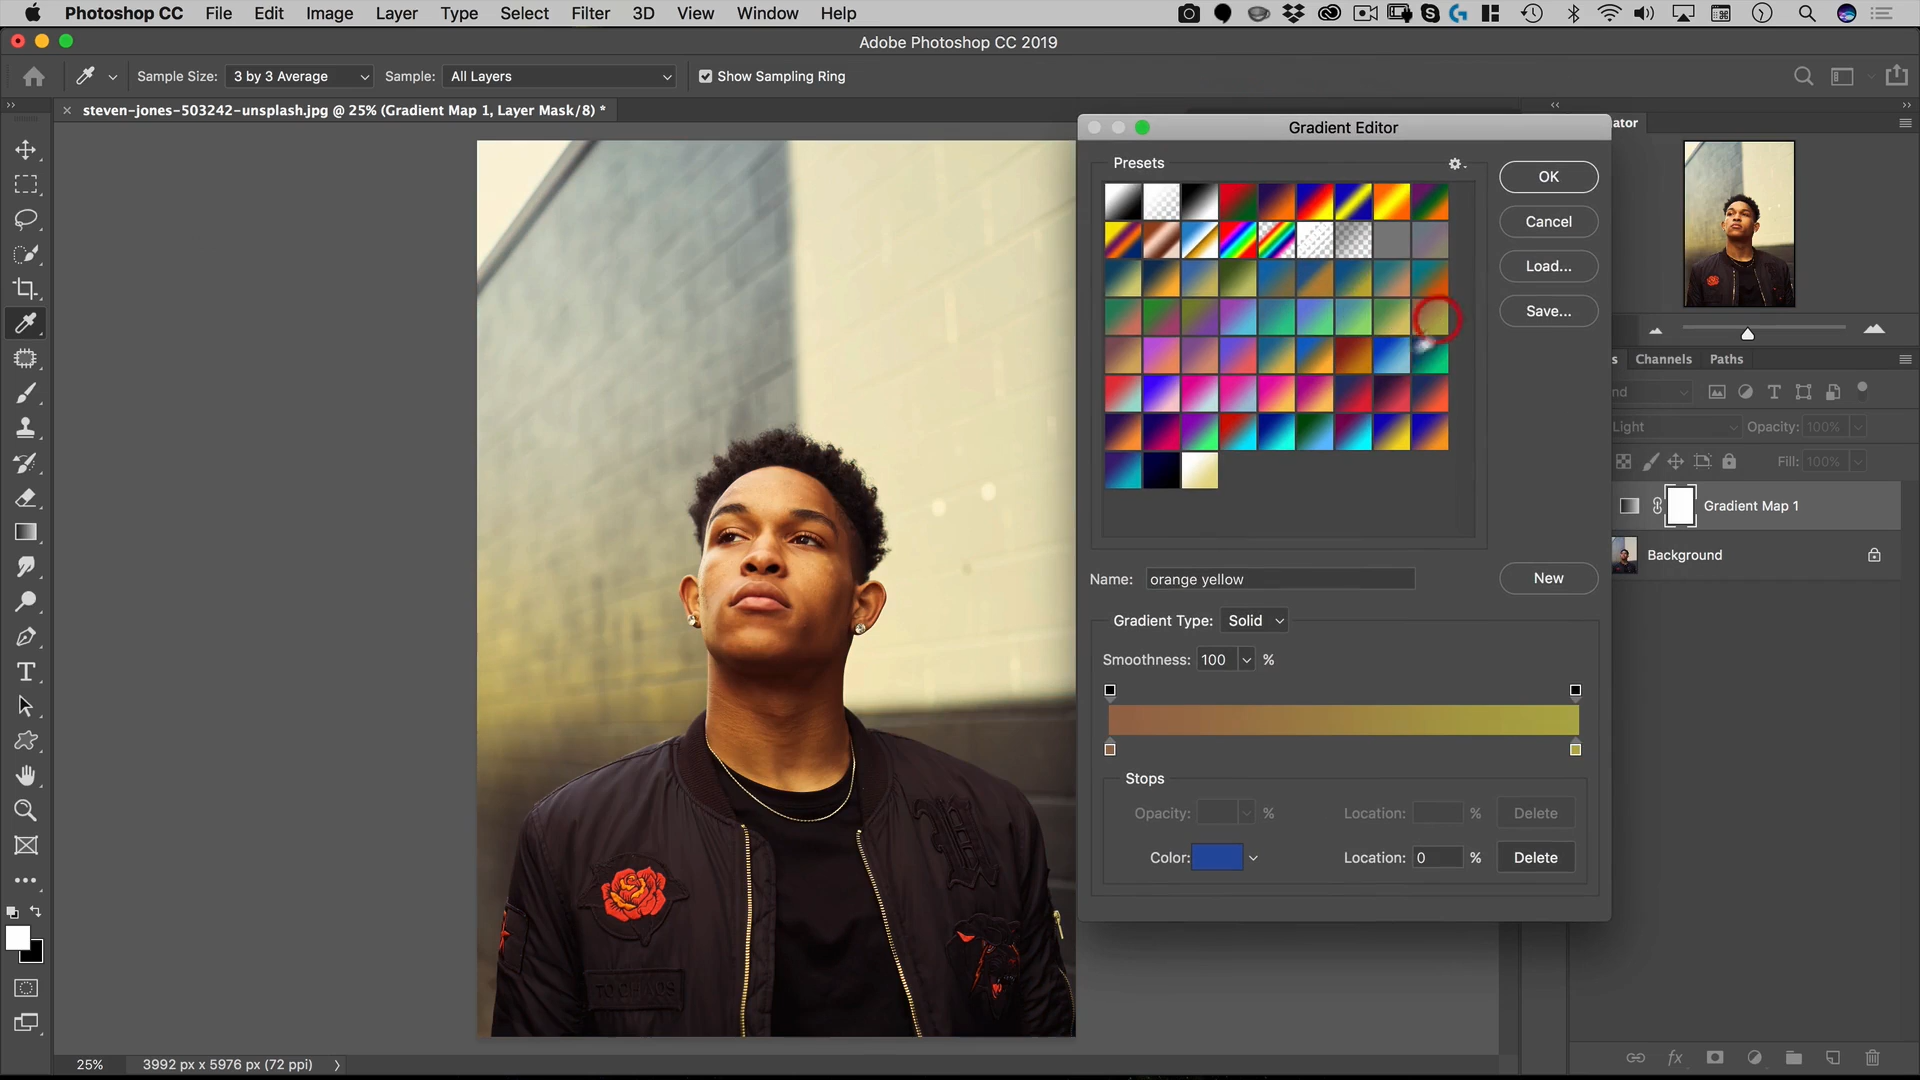 Photoshop CC File Edit Image Layer Type Select Filter 3D View Window Help
Adobe Photoshop CC 2019
Sample Size: 3 by 3 Average Sample: All Layers Show Sampling Ring
steven-jones-503242-unsplash.jpg @ 25% (Gradient Map 1, Layer Mask/8) *
Gradient Editor
ator
Presets
OK
Cancel
Load...
Save...
Channels Paths
Light Opacity: 100%
Fill: 100%
Gradient Map 1
Background
Name: orange yellow
New
Gradient Type: Solid
Smoothness: 100 %
Stops
Opacity: % Location: % Delete
Color: Location: 0 % Delete
25% 3992 px x 5976 px (72 ppi)